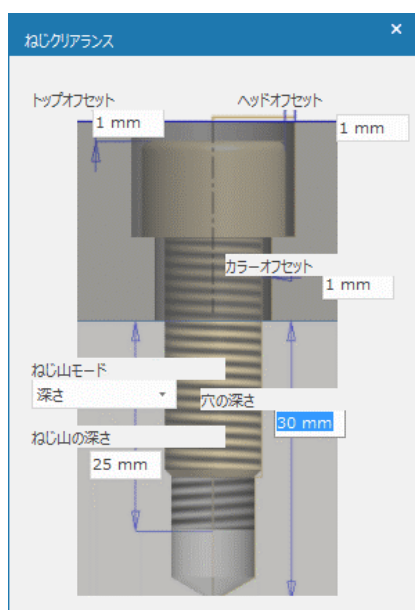 ねじクリアランス
×
トップオフセット
ヘッドオフセット
1 mm
1 mm
カラーオフセット
1 mm
ねじ山モード
深さ
穴の深さ
30 mm
ねじ山の深さ
25 mm